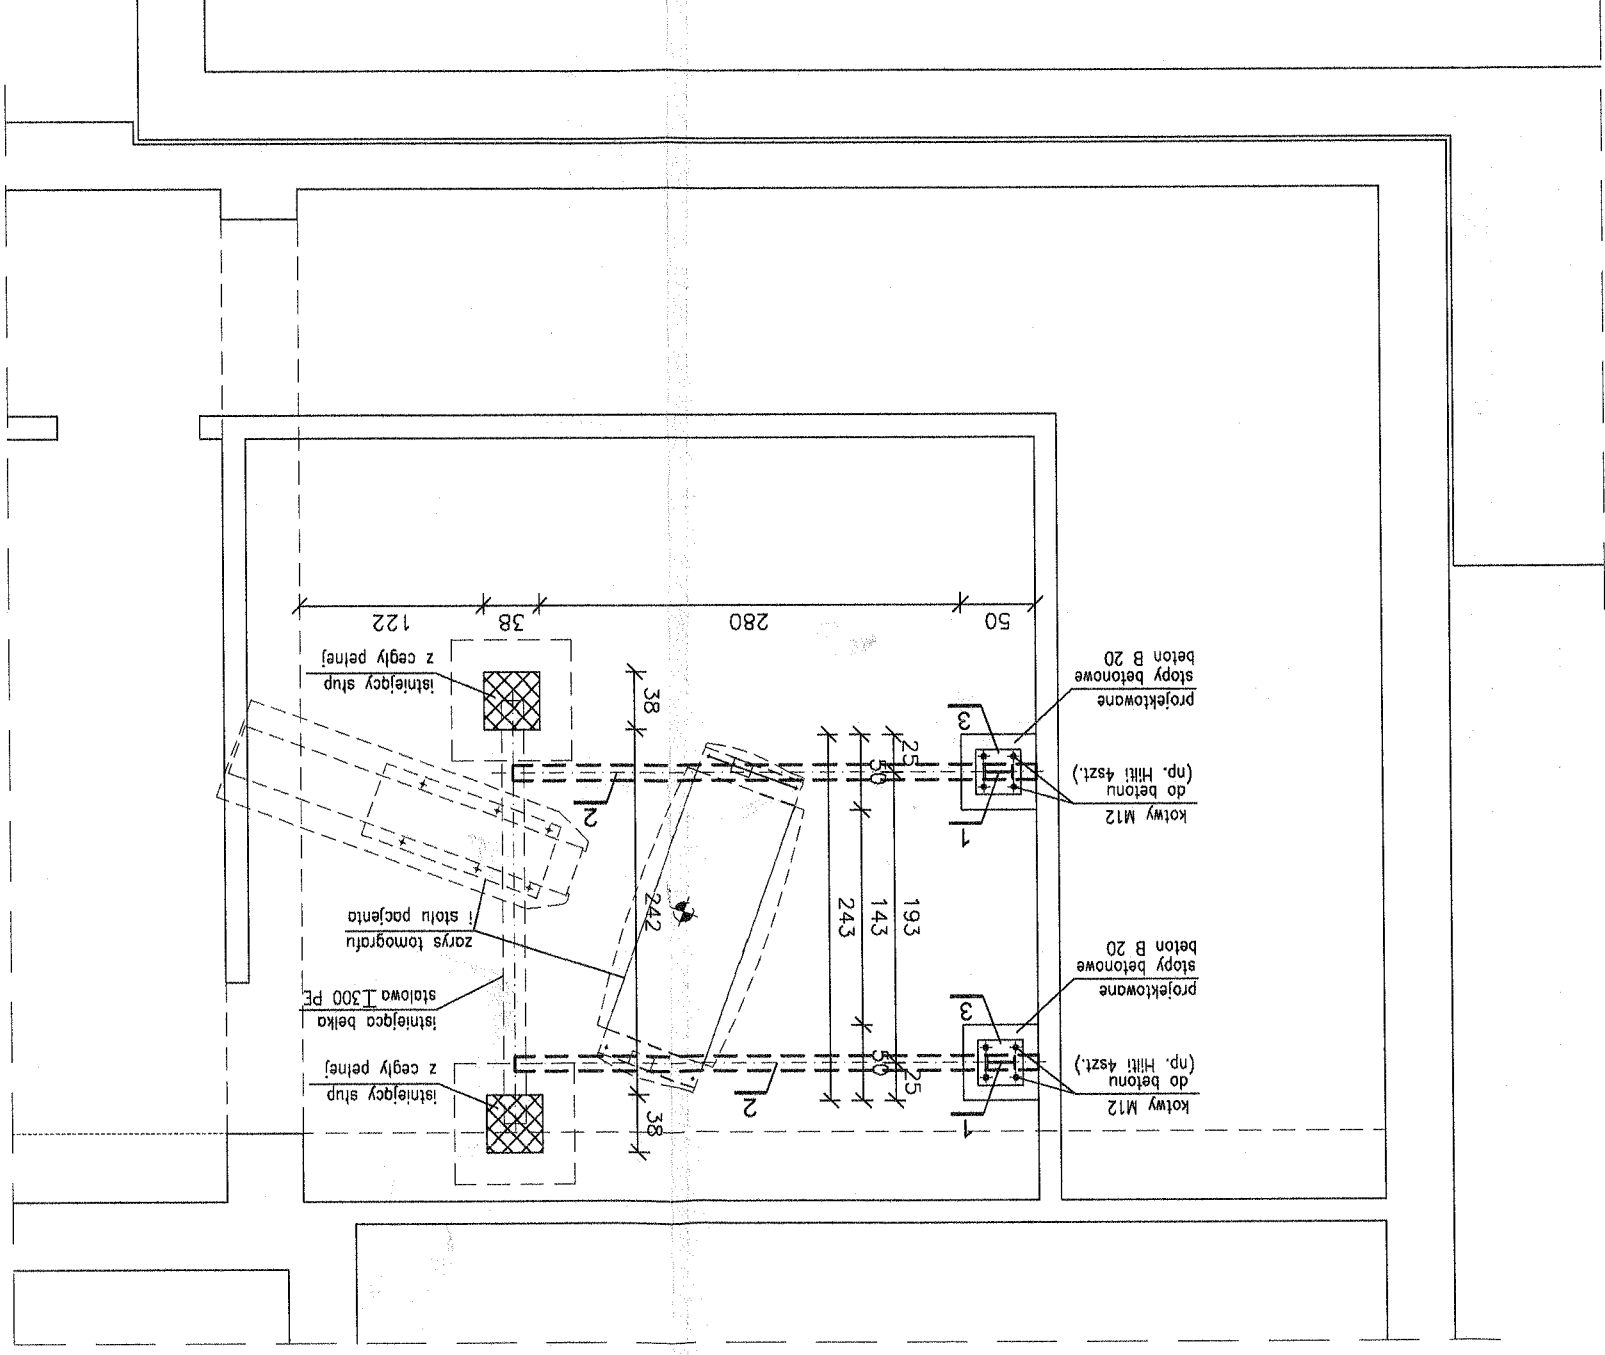 istniejący słup
z cegły pełnej
istniejąca belka
stalowa I300 PE
zarys tomografu
i stołu pacjenta
istniejący słup
z cegły pełnej
kotwy M12
do betonu
(np. Hilti 4szt.)
projektowane
stopy betonowe
beton B 20
kotwy M12
do betonu
(np. Hilti 4szt.)
projektowane
stopy betonowe
beton B 20
1
3
2
1
3
2
50
280
38
122
38
242
38
243
50
143
50
25
193
25